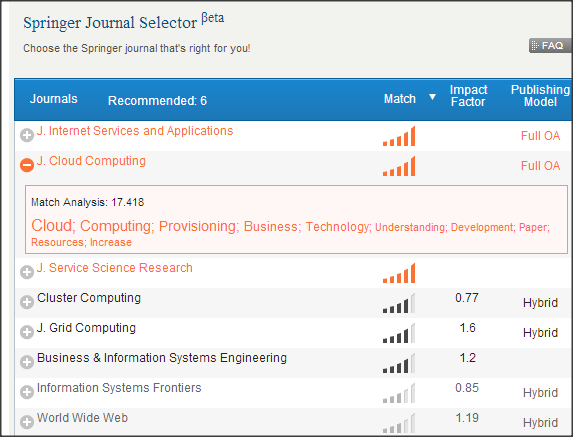 Springer Journal Selector βeta
Choose the Springer journal that's right for you!
FAQ
Journals Recommended: 6 Match Impact Factor Publishing Model
J. Internet Services and Applications Full OA
J. Cloud Computing Full OA
Match Analysis: 17.418
Cloud; Computing; Provisioning; Business; Technology; Understanding; Development; Paper;
Resources; Increase
J. Service Science Research
Cluster Computing 0.77 Hybrid
J. Grid Computing 1.6 Hybrid
Business & Information Systems Engineering 1.2
Information Systems Frontiers 0.85 Hybrid
World Wide Web 1.19 Hybrid